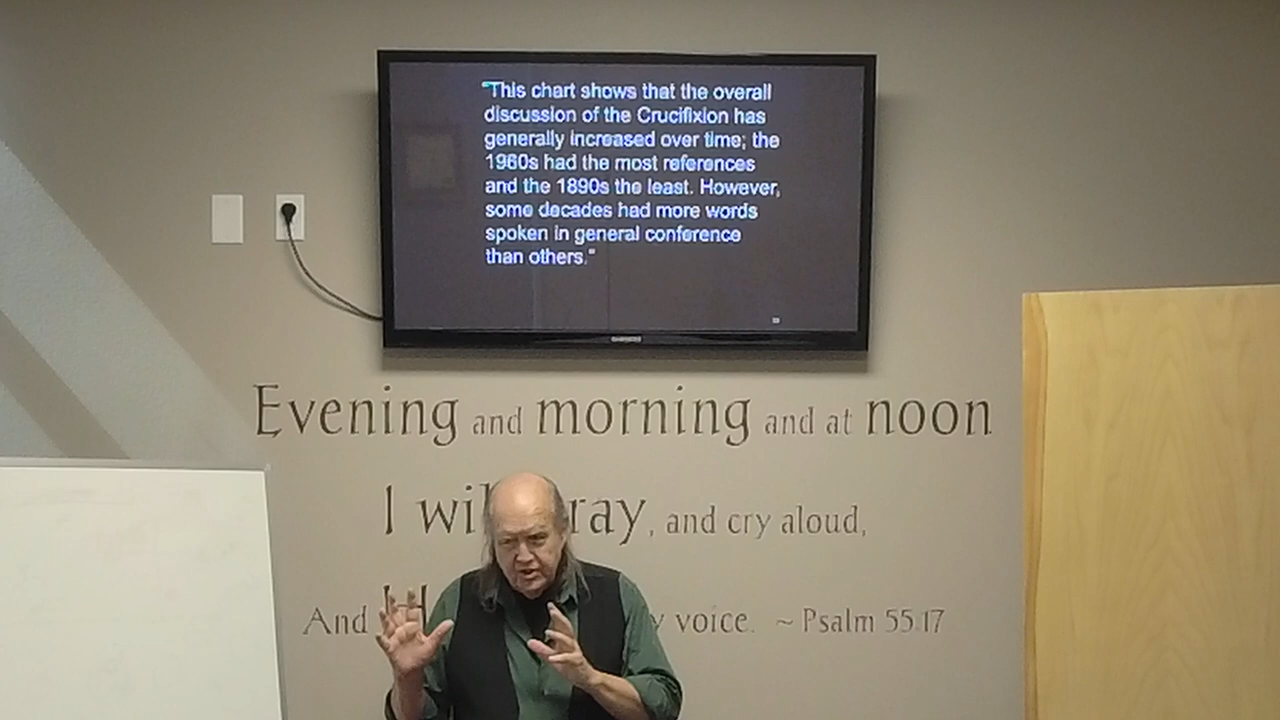 "This chart shows that the overall
discussion of the Crucifixion has
generally increased over time; the
1960s had the most references
and the 1890s the least. However,
some decades had more words
spoken in general conference
than others."
Evening and morning and at noon
I ray, and cry aloud,
And voice. ~ Psalm 55:17